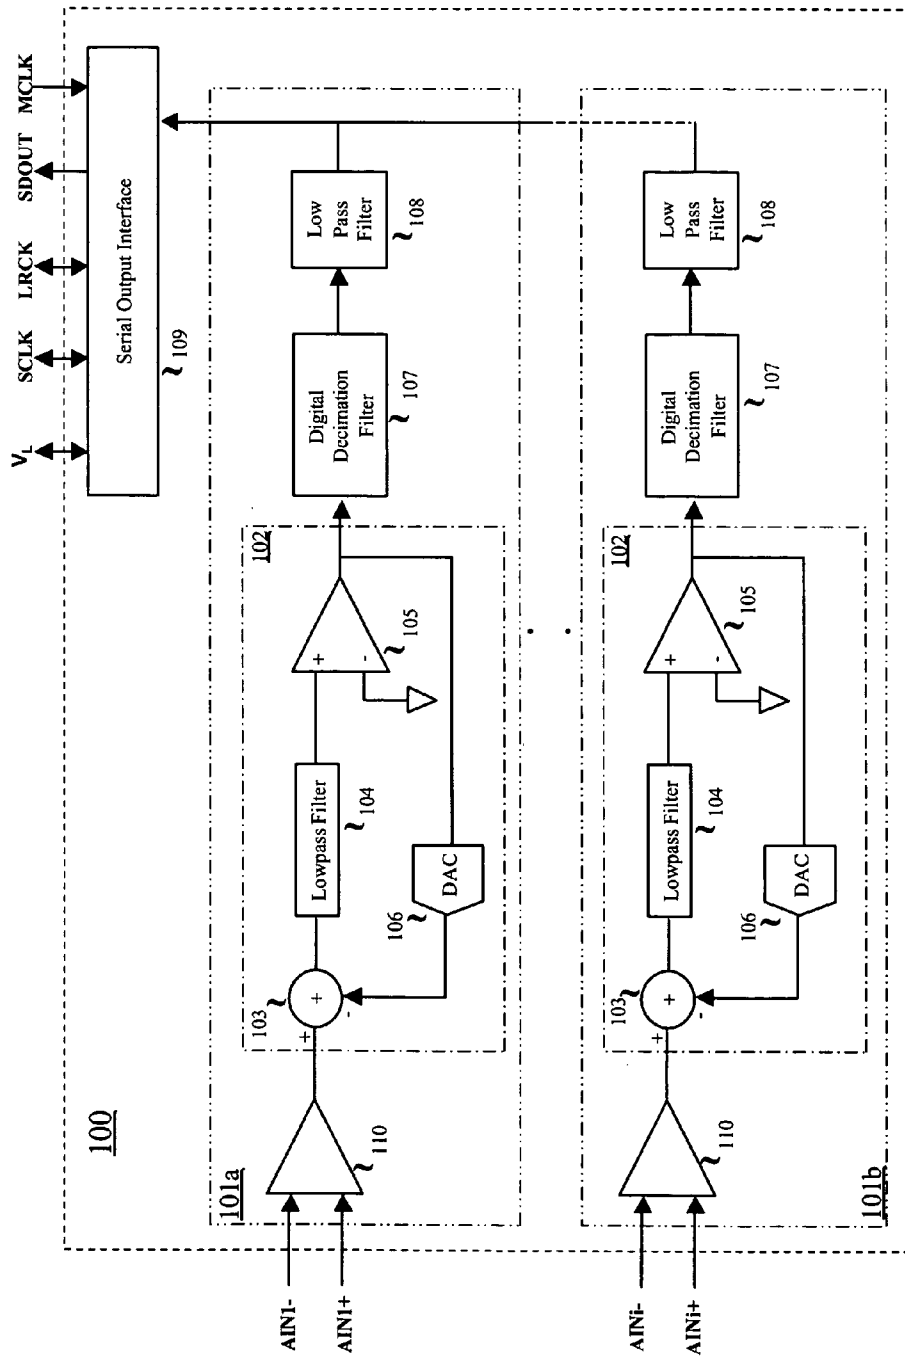 100
V_L
SCLK
LRCK
SDOUT
MCLK
Serial Output Interface
109
101a
AIN1-
AIN1+
110
102
103
+
+
-
Lowpass Filter
104
+
-
105
DAC
106
Digital
Decimation
Filter
107
Low
Pass
Filter
108
101b
AINi-
AINi+
110
102
103
+
+
-
Lowpass Filter
104
+
-
105
DAC
106
Digital
Decimation
Filter
107
Low
Pass
Filter
108